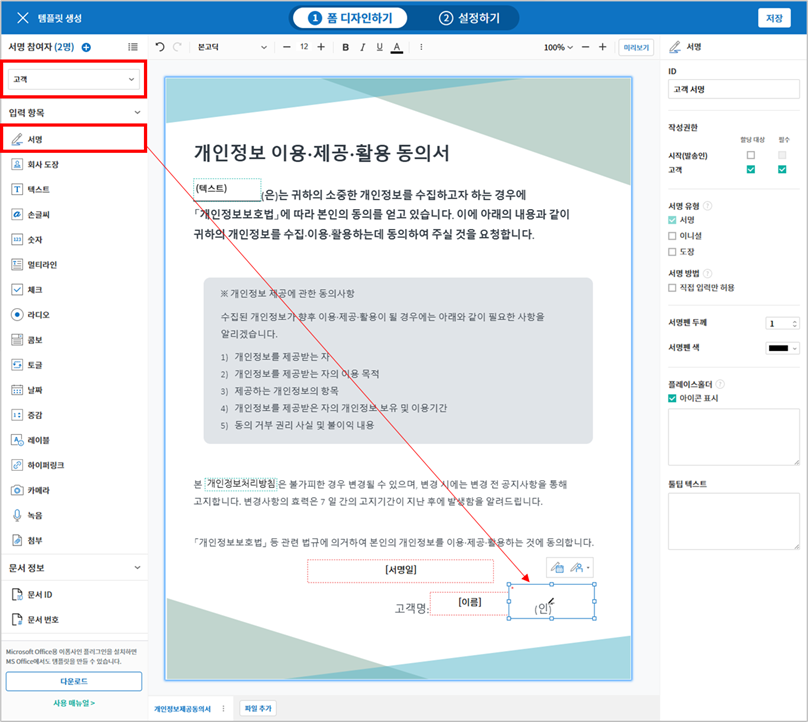 템플릿 생성
1 폼 디자인하기
2 설정하기
저장
서명 참여자 (2명)
본고딕
12
B I U A
100%
미리보기
고객
입력 항목
서명
회사 도장
텍스트
손글씨
숫자
멀티라인
체크
라디오
콤보
토글
날짜
증감
레이블
하이퍼링크
카메라
녹음
첨부
문서 정보
문서 ID
문서 번호
Microsoft Office용 이폼사인 플러그인을 설치하면
MS Office에서도 템플릿을 만들 수 있습니다.
다운로드
사용 매뉴얼 >
개인정보 이용·제공·활용 동의서
(텍스트) (은)는 귀하의 소중한 개인정보를 수집하고자 하는 경우에
「개인정보보호법」에 따라 본인의 동의를 얻고 있습니다. 이에 아래의 내용과 같이
귀하의 개인정보를 수집·이용·활용하는데 동의하여 주실 것을 요청합니다.
※ 개인정보 제공에 관한 동의사항
수집된 개인정보가 향후 이용·제공·활용이 될 경우에는 아래와 같이 필요한 사항을
알리겠습니다.
1) 개인정보를 제공받는 자
2) 개인정보를 제공받는 자의 이용 목적
3) 제공하는 개인정보의 항목
4) 개인정보를 제공받은 자의 개인정보 보유 및 이용기간
5) 동의 거부 권리 사실 및 불이익 내용
본 개인정보처리방침은 불가피한 경우 변경될 수 있으며, 변경 시에는 변경 전 공지사항을 통해
고지합니다. 변경사항의 효력은 7 일 간의 고지기간이 지난 후에 발생함을 알려드립니다.
「개인정보보호법」 등 관련 법규에 의거하여 본인의 개인정보를 이용·제공·활용하는 것에 동의합니다.
[서명일]
고객명: [이름] (인)
개인정보제공동의서
파일 추가
서명
ID
고객 서명
작성권한
할당 대상 필수
시작(발송인)
고객
서명 유형
서명
이니셜
도장
서명 방법
직접 입력만 허용
서명펜 두께
1
서명펜 색
플레이스홀더
아이콘 표시
툴팁 텍스트